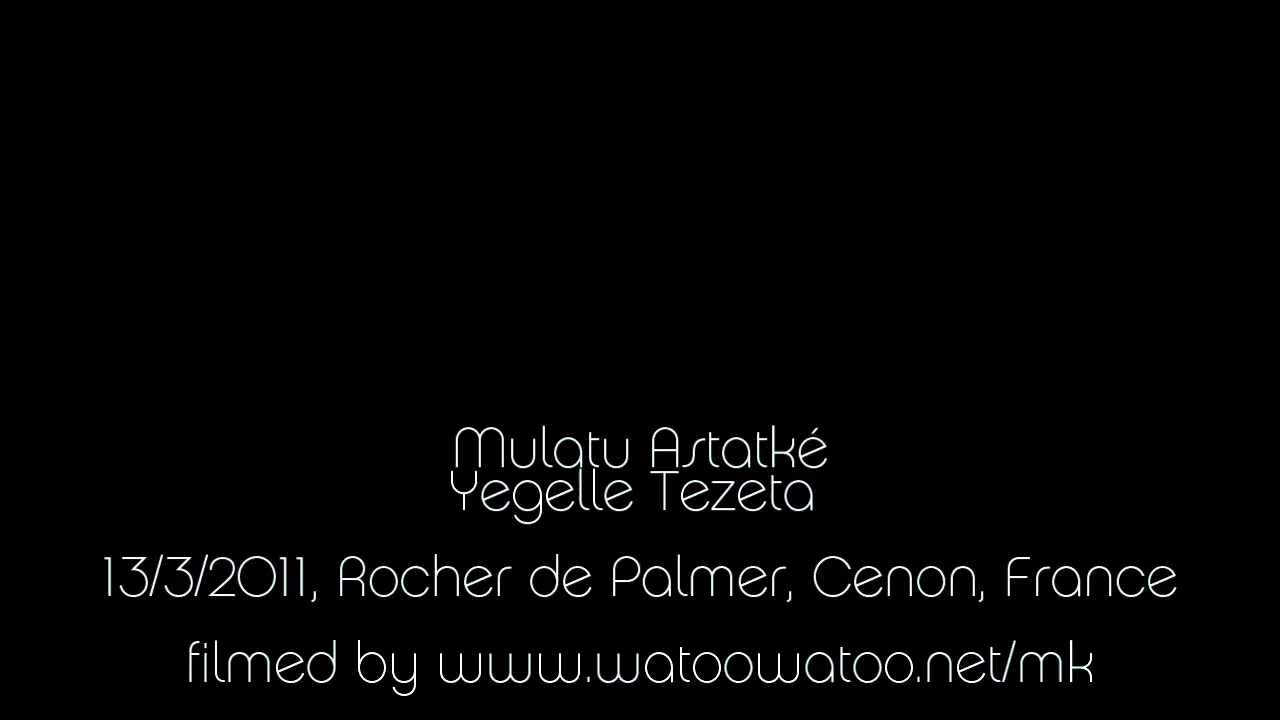 Mulatu Astatké
Yegelle Tezeta
13/3/2011, Rocher de Palmer, Cenon, France
filmed by www.watoowatoo.net/mk